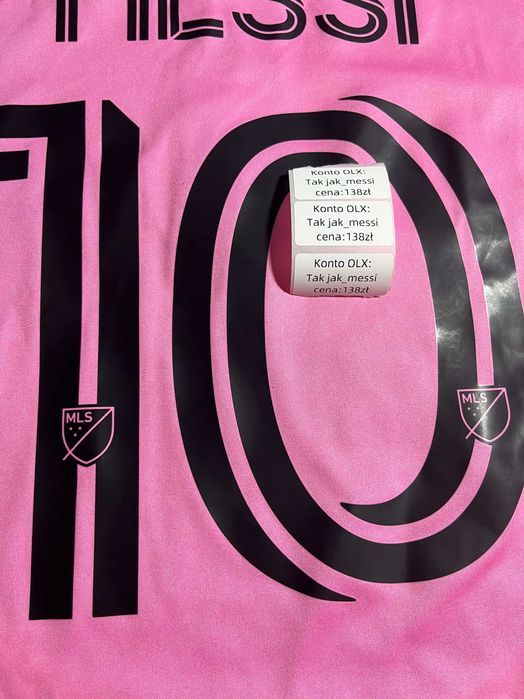 MESSI
10
Konto OLX:
Tak jak_messi
cena:138zł
Konto OLX:
Tak jak_messi
cena:138zł
Konto OLX:
Tak jak_messi
cena:138zł
MLS
MLS